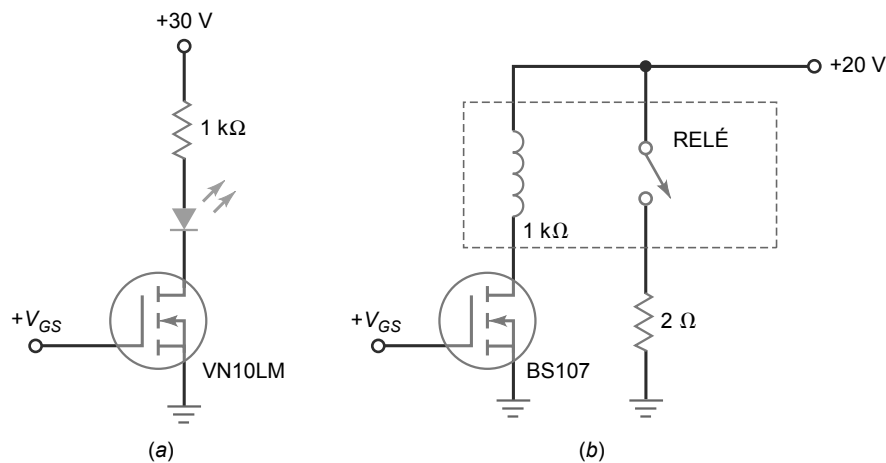 +30 V
1 kΩ
+V_GS
VN10LM
(a)
+20 V
RELÉ
1 kΩ
2 Ω
+V_GS
BS107
(b)